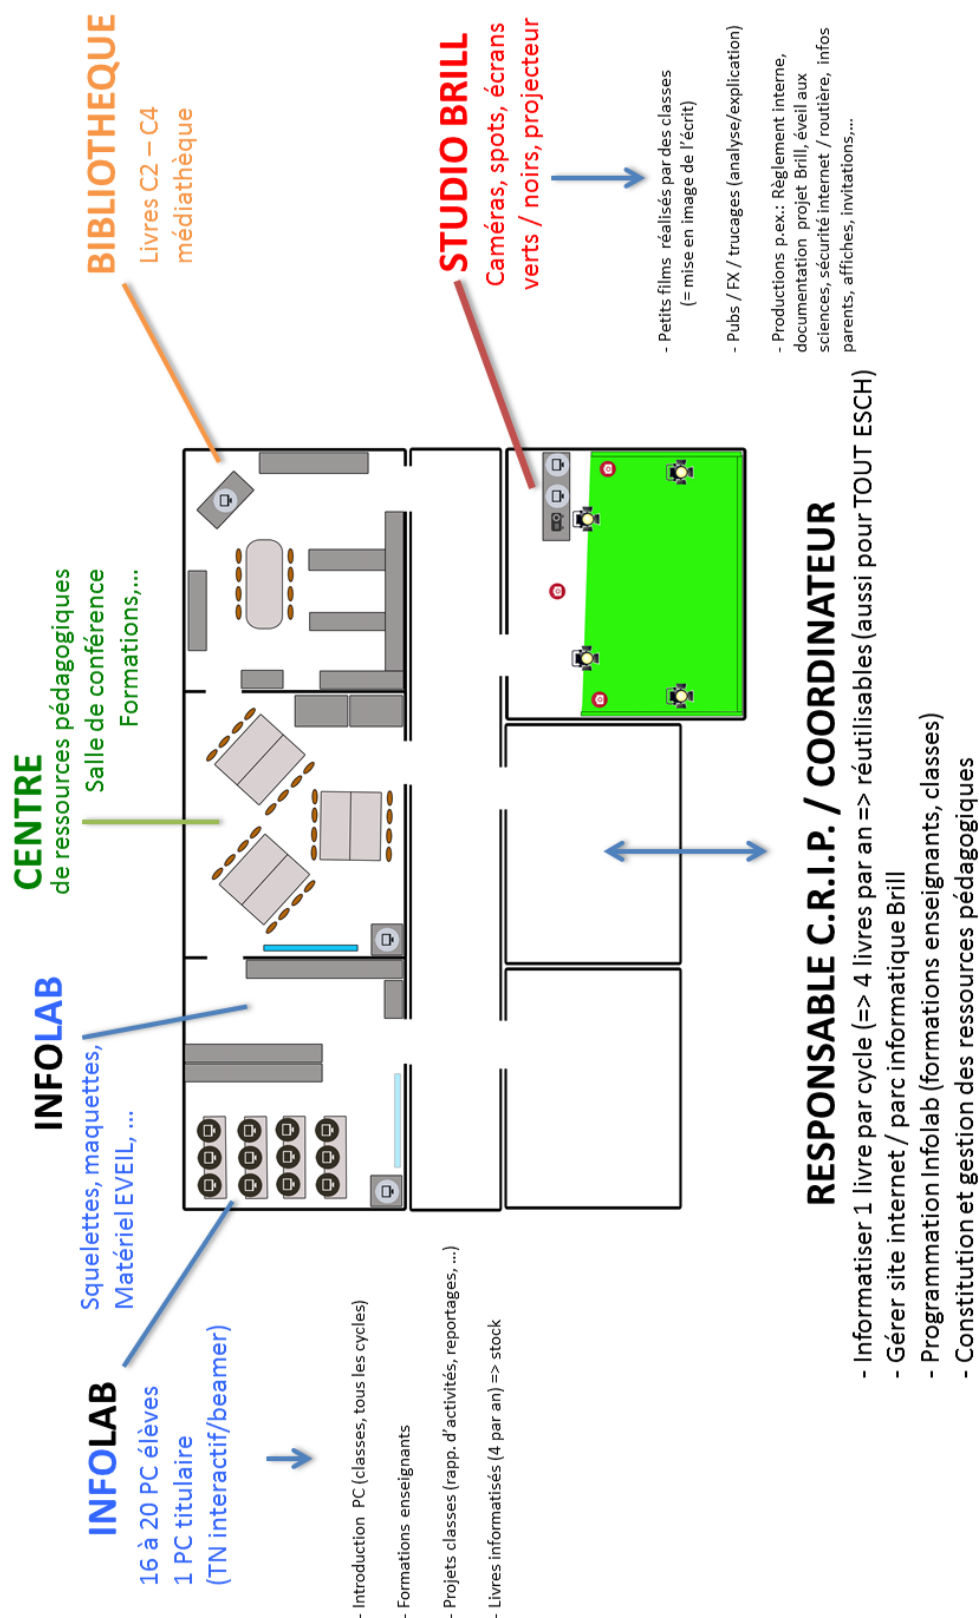 INFOLAB
16 à 20 PC élèves
1 PC titulaire
(TN interactif/beamer)
- Introduction PC (classes, tous les cycles)
- Formations enseignants
- Projets classes (rapp. d'activités, reportages, ...)
- Livres informatisés (4 par an) => stock
INFOLAB
Squelettes, maquettes,
Matériel EVEIL, ...
CENTRE
de ressources pédagogiques
Salle de conférence
Formations,...
BIBLIOTHEQUE
Livres C2 – C4
médiathèque
STUDIO BRILL
Caméras, spots, écrans
verts / noirs, projecteur
- Petits films réalisés par des classes
(= mise en image de l'écrit)
- Pubs / FX / trucages (analyse/explication)
- Productions p.ex.: Règlement interne,
documentation projet Brill, éveil aux
sciences, sécurité internet / routière, infos
parents, affiches, invitations,...
RESPONSABLE C.R.I.P. / COORDINATEUR
- Informatiser 1 livre par cycle (=> 4 livres par an => réutilisables (aussi pour TOUT ESCH)
- Gérer site internet / parc informatique Brill
- Programmation Infolab (formations enseignants, classes)
- Constitution et gestion des ressources pédagogiques